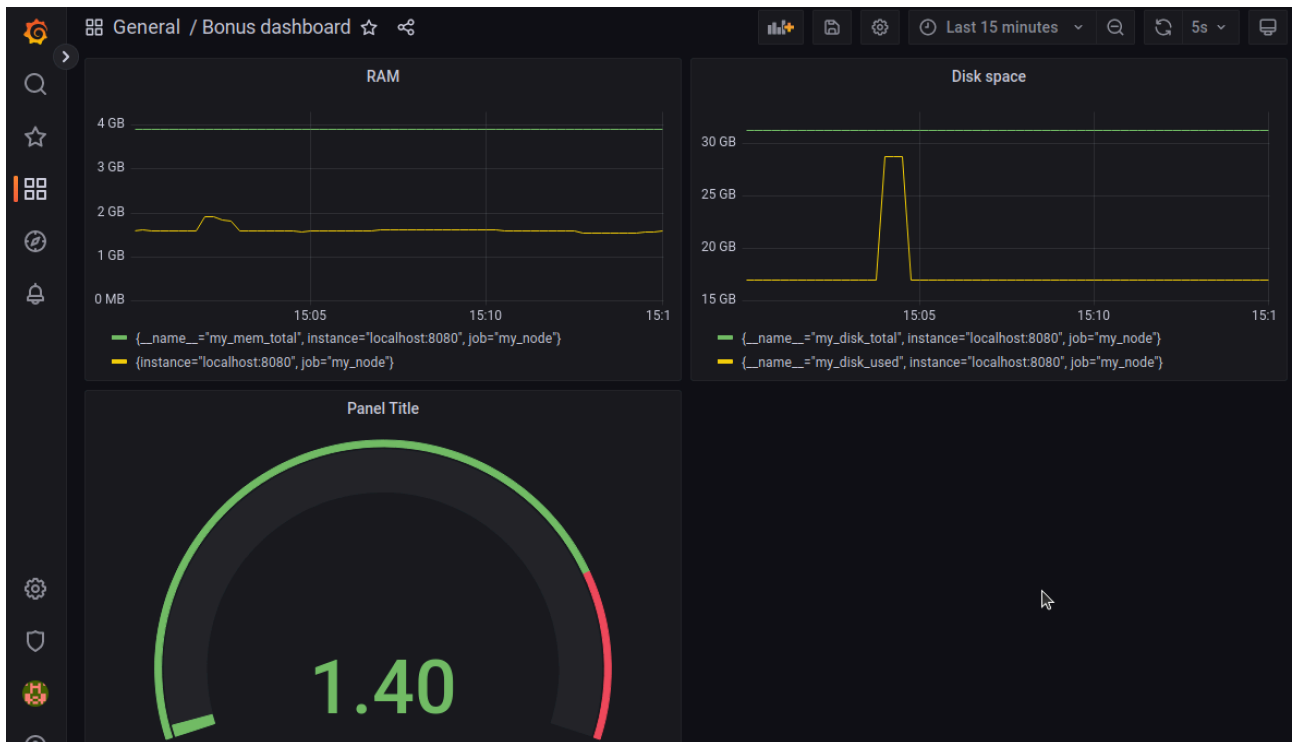 General / Bonus dashboard
Last 15 minutes
5s
RAM
4 GB
3 GB
2 GB
1 GB
0 MB
15:05
15:10
15:1
{__name__="my_mem_total", instance="localhost:8080", job="my_node"}
{instance="localhost:8080", job="my_node"}
Disk space
30 GB
25 GB
20 GB
15 GB
15:05
15:10
15:1
{__name__="my_disk_total", instance="localhost:8080", job="my_node"}
{__name__="my_disk_used", instance="localhost:8080", job="my_node"}
Panel Title
1.40